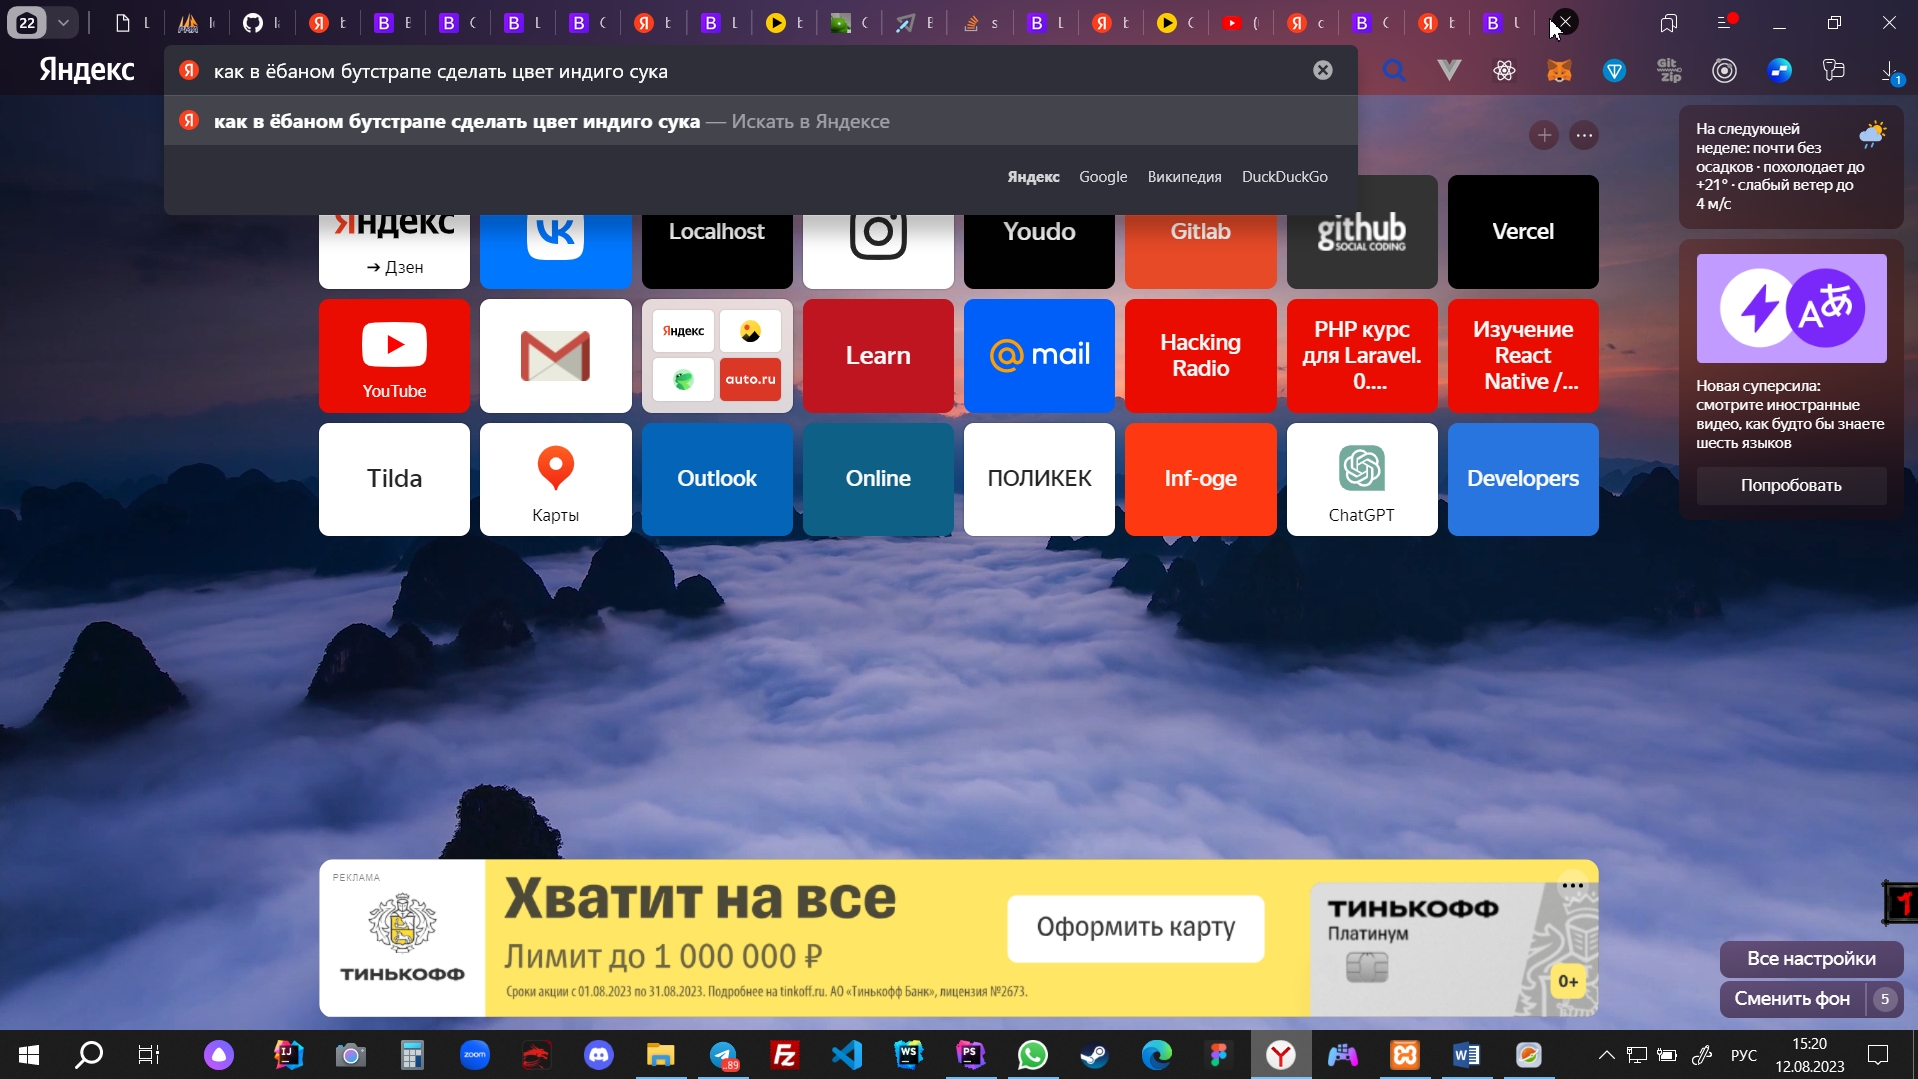 22
как в ёбаном бутстрапе сделать цвет индиго сука
Яндекс
как в ёбаном бутстрапе сделать цвет индиго сука — Искать в Яндексе
Яндекс Google Википедия DuckDuckGo
Git
Zip
1
На следующей
неделе: почти без
осадков · похолодает до
+21° · слабый ветер до
4 м/с
Яндекс
→ Дзен
Localhost
Youdo
Gitlab
github
SOCIAL CODING
Vercel
YouTube
Яндекс
auto.ru
Learn
@mail
Hacking
Radio
PHP курс
для Laravel.
0....
Изучение
React
Native /...
Новая суперсила:
смотрите иностранные
видео, как будто бы знаете
шесть языков
Попробовать
Tilda
Карты
Outlook
Online
ПОЛИКЕК
Inf-oge
ChatGPT
Developers
РЕКЛАМА
ТИНЬКОФФ
Хватит на все
Лимит до 1 000 000 ₽
Сроки акции с 01.08.2023 по 31.08.2023. Подробнее на tinkoff.ru. АО «Тинькофф Банк», лицензия №2673.
Оформить карту
ТИНЬКОФФ
Платинум
0+
Все настройки
Сменить фон 5
zoom
89
РУС
15:20
12.08.2023